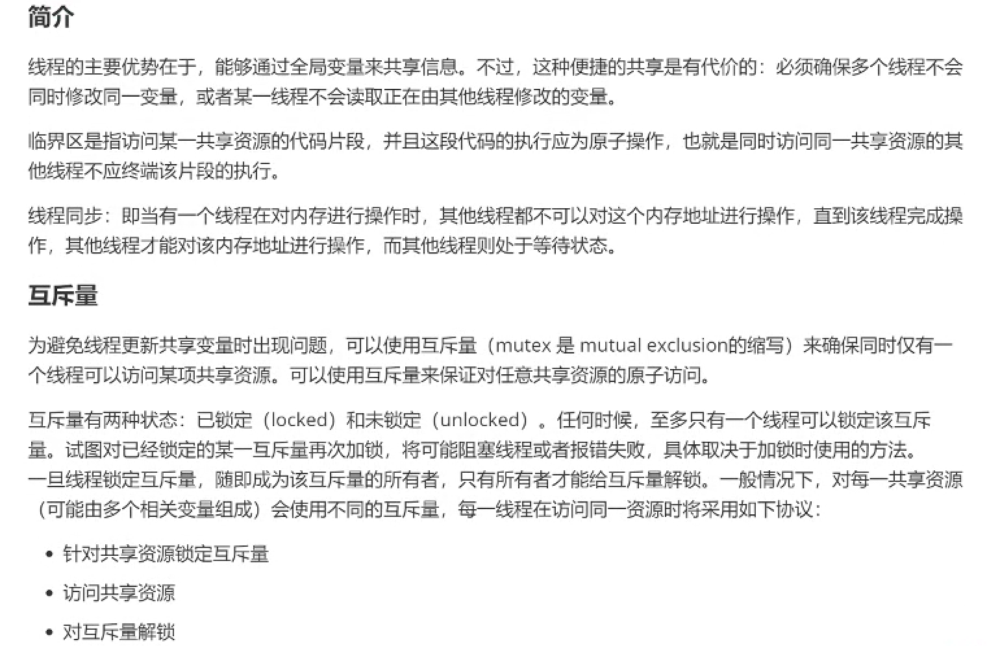 简介
线程的主要优势在于，能够通过全局变量来共享信息。不过，这种便捷的共享是有代价的：必须确保多个线程不会
同时修改同一变量，或者某一线程不会读取正在由其他线程修改的变量。
临界区是指访问某一共享资源的代码片段，并且这段代码的执行应为原子操作，也就是同时访问同一共享资源的其
他线程不应终端该片段的执行。
线程同步：即当有一个线程在对内存进行操作时，其他线程都不可以对这个内存地址进行操作，直到该线程完成操
作，其他线程才能对该内存地址进行操作，而其他线程则处于等待状态。
互斥量
为避免线程更新共享变量时出现问题，可以使用互斥量（mutex 是 mutual exclusion的缩写）来确保同时仅有一
个线程可以访问某项共享资源。可以使用互斥量来保证对任意共享资源的原子访问。
互斥量有两种状态：已锁定（locked）和未锁定（unlocked）。任何时候，至多只有一个线程可以锁定该互斥
量。试图对已经锁定的某一互斥量再次加锁，将可能阻塞线程或者报错失败，具体取决于加锁时使用的方法。
一旦线程锁定互斥量，随即成为该互斥量的所有者，只有所有者才能给互斥量解锁。一般情况下，对每一共享资源
（可能由多个相关变量组成）会使用不同的互斥量，每一线程在访问同一资源时将采用如下协议：
• 针对共享资源锁定互斥量
• 访问共享资源
• 对互斥量解锁